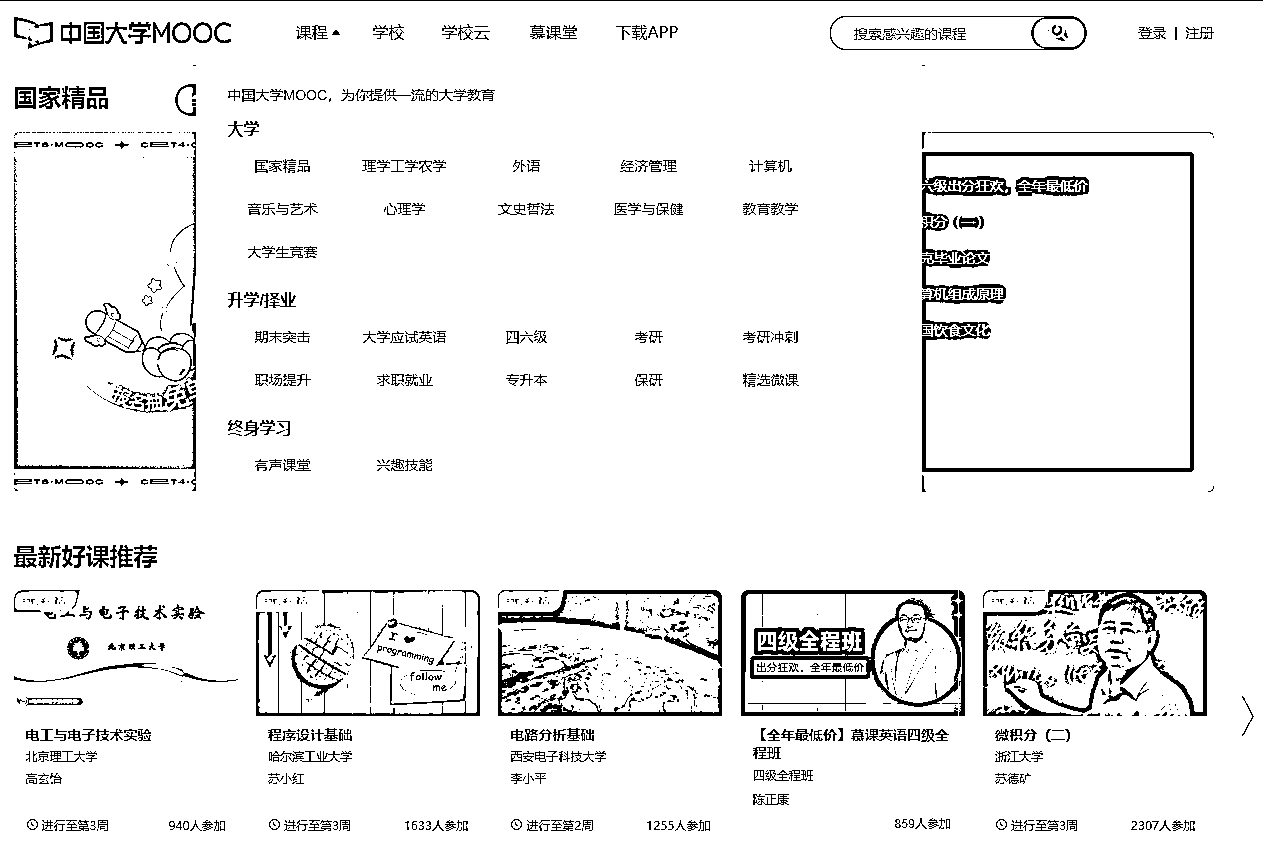 中国大学MOOC 课程 学校 学校云 慕课堂 下载APP 搜索感兴趣的课程 登录 | 注册
国家精品
中国大学MOOC，为你提供一流的大学教育
大学
国家精品 理学工学农学 外语 经济管理 计算机
音乐与艺术 心理学 文史哲法 医学与保健 教育教学
大学生竞赛
升学/择业
期末突击 大学应试英语 四六级 考研 考研冲刺
职场提升 求职就业 专升本 保研 精选微课
终身学习
有声课堂 兴趣技能
六级出分狂欢，全年最低价
积分（二）
毕业论文
算机组成原理
国饮食文化
最新好课推荐
电工与电子技术实验
北京理工大学
I ❤
programming
follow
me
四级全程班
出分狂欢，全年最低价
电工与电子技术实验
北京理工大学
高玄怡
进行至第3周 940人参加
程序设计基础
哈尔滨工业大学
苏小红
进行至第3周 1633人参加
电路分析基础
西安电子科技大学
李小平
进行至第2周 1255人参加
【全年最低价】慕课英语四级全
程班
四级全程班
陈正康
859人参加
微积分（二）
浙江大学
苏德矿
进行至第3周 2307人参加